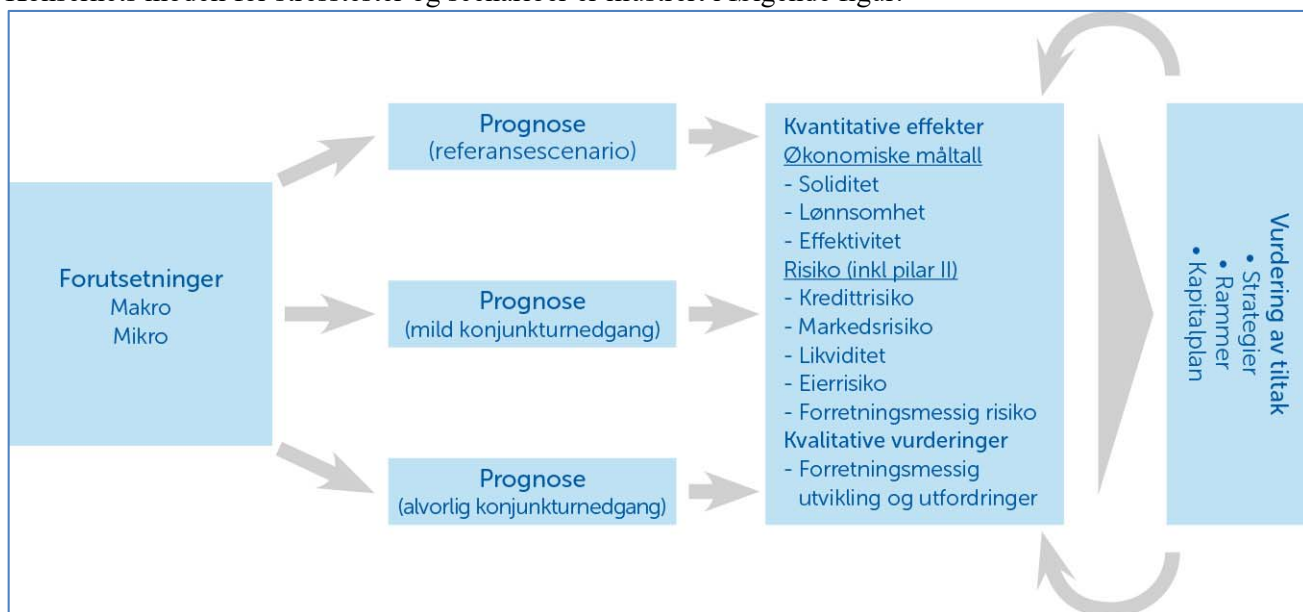 Forutsetninger
Makro
Mikro
Prognose
(referansescenario)
Prognose
(mild konjunkturnedgang)
Prognose
(alvorlig konjunkturnedgang)
Kvantitative effekter
Økonomiske måltall
- Soliditet
- Lønnsomhet
- Effektivitet
Risiko (inkl pilar II)
- Kredittrisiko
- Markedsrisiko
- Likviditet
- Eierrisiko
- Forretningsmessig risiko
Kvalitative vurderinger
- Forretningsmessig
utvikling og utfordringer
Vurdering av tiltak
• Strategier
• Rammer
• Kapitalplan